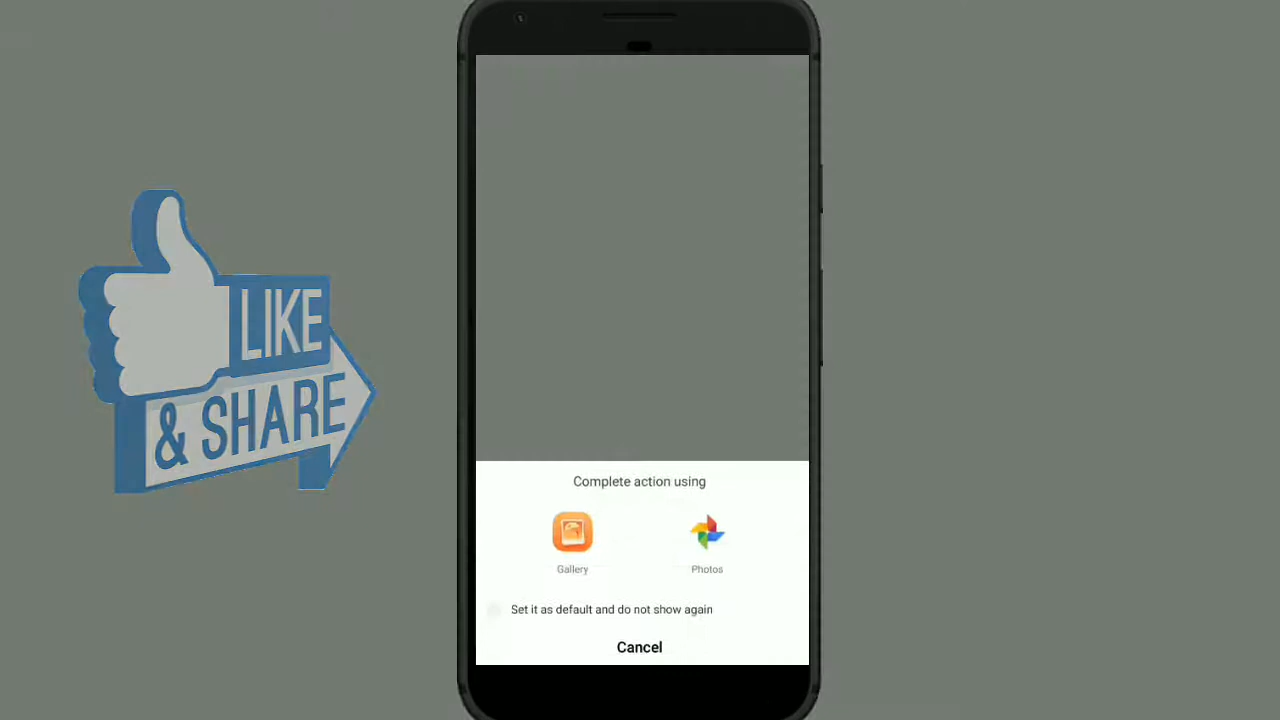 LIKE
& SHARE
Complete action using
Gallery
Photos
Set it as default and do not show again
Cancel